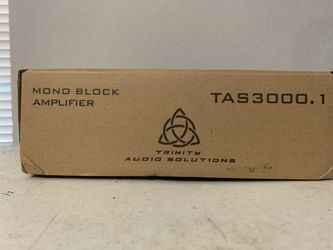 MONO BLOCK
AMPLIFIER
TAS3000.1
TRINITY
AUDIO SOLUTIONS